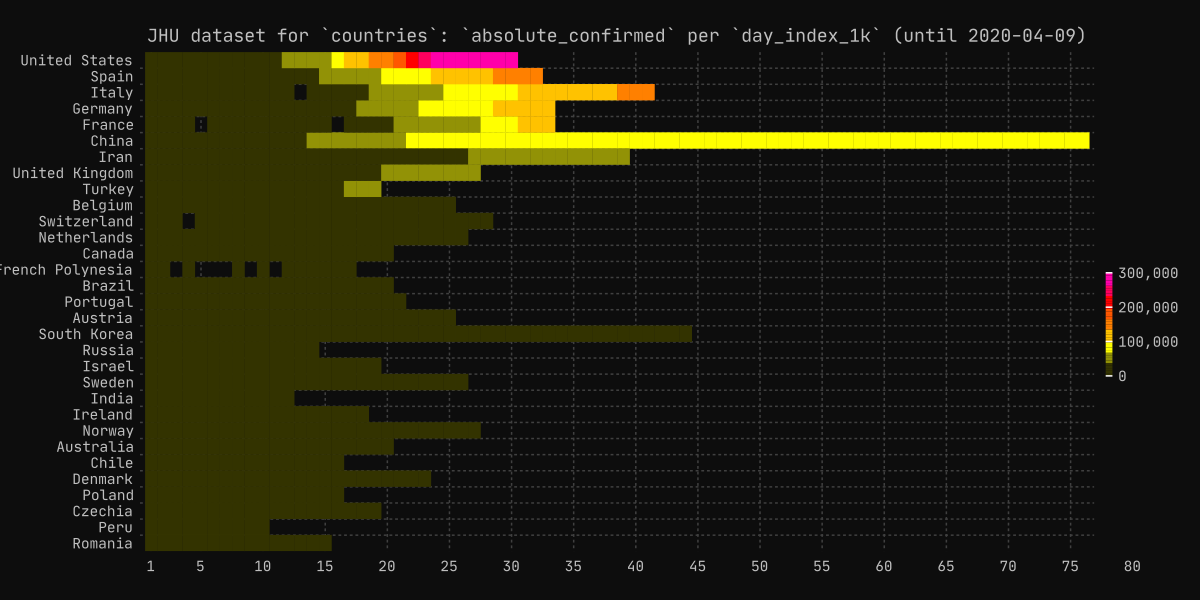 JHU dataset for `countries`: `absolute_confirmed` per `day_index_1k` (until 2020-04-09)
United States
Spain
Italy
Germany
France
China
Iran
United Kingdom
Turkey
Belgium
Switzerland
Netherlands
Canada
French Polynesia
Brazil
Portugal
Austria
South Korea
Russia
Israel
Sweden
India
Ireland
Norway
Australia
Chile
Denmark
Poland
Czechia
Peru
Romania
300,000
200,000
100,000
0
1 5 10 15 20 25 30 35 40 45 50 55 60 65 70 75 80